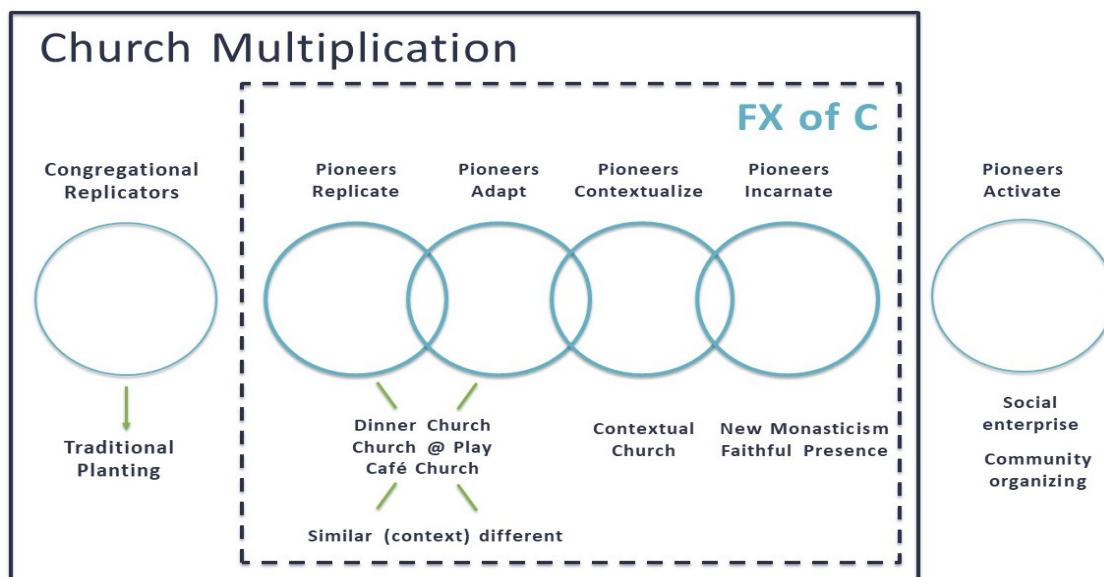 Church Multiplication
FX of C
Congregational
Replicators
Pioneers
Replicate
Pioneers
Adapt
Pioneers
Contextualize
Pioneers
Incarnate
Pioneers
Activate
Traditional
Planting
Dinner Church
Church @ Play
Café Church
Similar (context) different
Contextual
Church
New Monasticism
Faithful Presence
Social
enterprise
Community
organizing